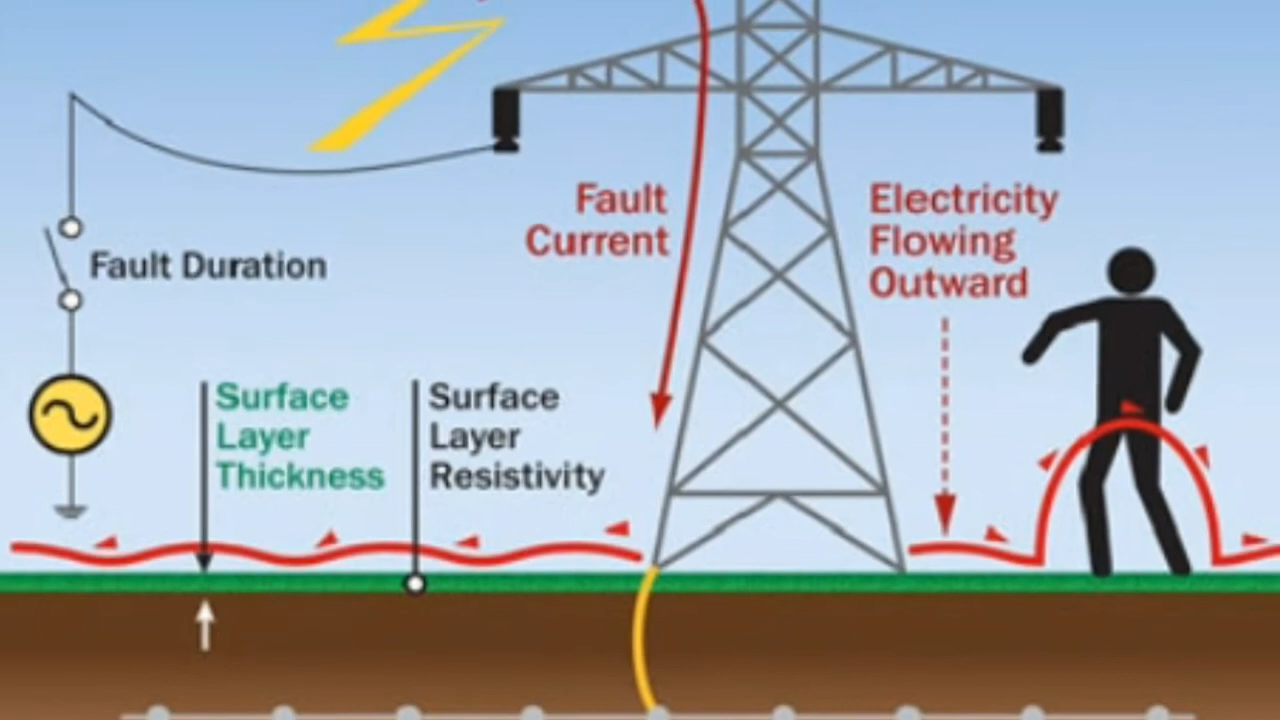 Fault
Current
Electricity
Flowing
Outward
Fault Duration
Surface
Layer
Thickness
Surface
Layer
Resistivity